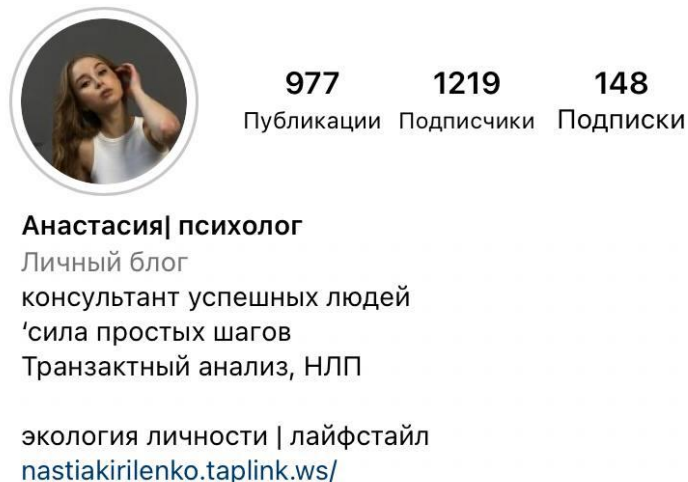 977 1219 148
Публикации Подписчики Подписки
Анастасия| психолог
Личный блог
консультант успешных людей
‘сила простых шагов
Транзактный анализ, НЛП
экология личности | лайфстайл
nastiakirilenko.taplink.ws/